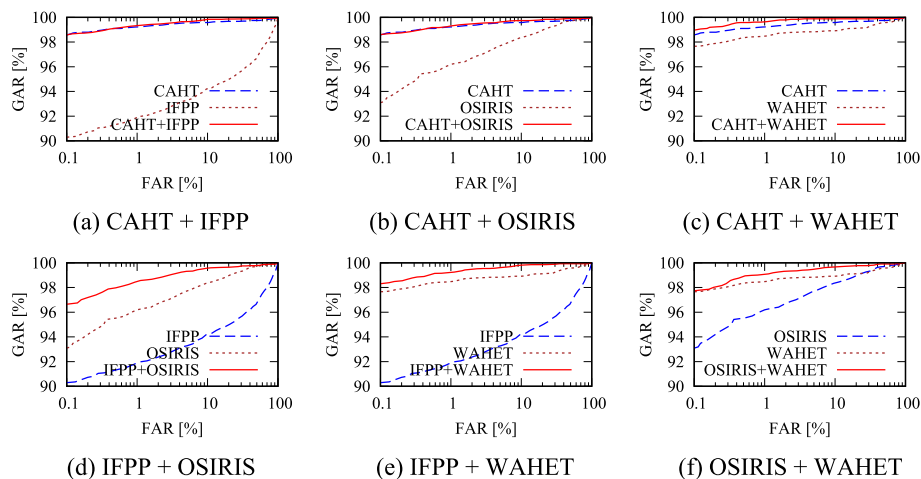 100
98
96
94
92
90
GAR [%]
CAHT
IFPP
CAHT+IFPP
0.1 1 10 100
FAR [%]
(a) CAHT + IFPP
100
98
96
94
92
90
GAR [%]
CAHT
OSIRIS
CAHT+OSIRIS
0.1 1 10 100
FAR [%]
(b) CAHT + OSIRIS
100
98
96
94
92
90
GAR [%]
CAHT
WAHET
CAHT+WAHET
0.1 1 10 100
FAR [%]
(c) CAHT + WAHET
100
98
96
94
92
90
GAR [%]
IFPP
OSIRIS
IFPP+OSIRIS
0.1 1 10 100
FAR [%]
(d) IFPP + OSIRIS
100
98
96
94
92
90
GAR [%]
IFPP
WAHET
IFPP+WAHET
0.1 1 10 100
FAR [%]
(e) IFPP + WAHET
100
98
96
94
92
90
GAR [%]
OSIRIS
WAHET
OSIRIS+WAHET
0.1 1 10 100
FAR [%]
(f) OSIRIS + WAHET